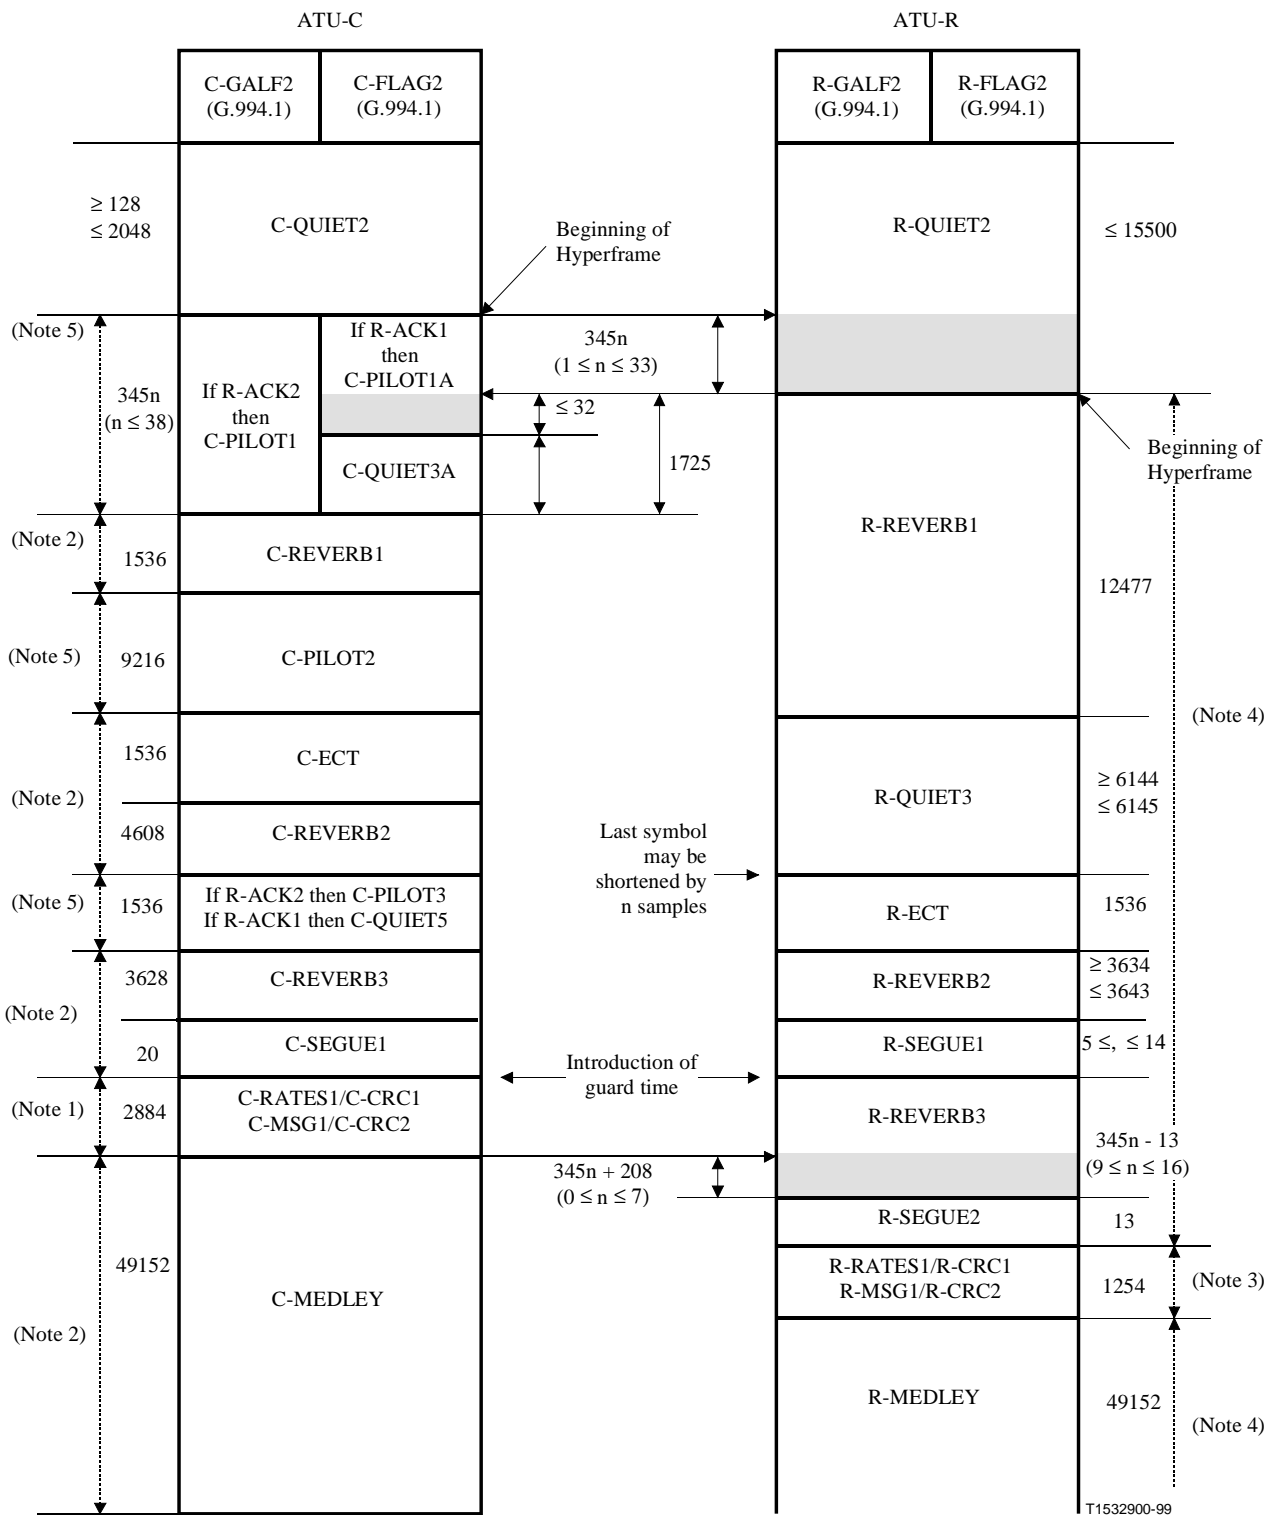 ATU-C
ATU-R
C-GALF2
(G.994.1)
C-FLAG2
(G.994.1)
R-GALF2
(G.994.1)
R-FLAG2
(G.994.1)
≥ 128
≤ 2048
C-QUIET2
Beginning of
Hyperframe
R-QUIET2
≤ 15500
(Note 5)
345n
(n ≤ 38)
If R-ACK2
then
C-PILOT1
If R-ACK1
then
C-PILOT1A
345n
(1 ≤ n ≤ 33)
≤ 32
C-QUIET3A
1725
Beginning of
Hyperframe
R-REVERB1
12477
(Note 2)
1536
C-REVERB1
(Note 5)
9216
C-PILOT2
(Note 4)
1536
C-ECT
(Note 2)
4608
C-REVERB2
R-QUIET3
≥ 6144
≤ 6145
Last symbol
may be
shortened by
n samples
(Note 5)
1536
If R-ACK2 then C-PILOT3
If R-ACK1 then C-QUIET5
R-ECT
1536
3628
C-REVERB3
R-REVERB2
≥ 3634
≤ 3643
(Note 2)
20
C-SEGUE1
R-SEGUE1
5 ≤, ≤ 14
Introduction of
guard time
(Note 1)
2884
C-RATES1/C-CRC1
C-MSG1/C-CRC2
R-REVERB3
345n - 13
(9 ≤ n ≤ 16)
345n + 208
(0 ≤ n ≤ 7)
R-SEGUE2
13
49152
C-MEDLEY
(Note 2)
R-RATES1/R-CRC1
R-MSG1/R-CRC2
1254
(Note 3)
R-MEDLEY
49152
(Note 4)
T1532900-99